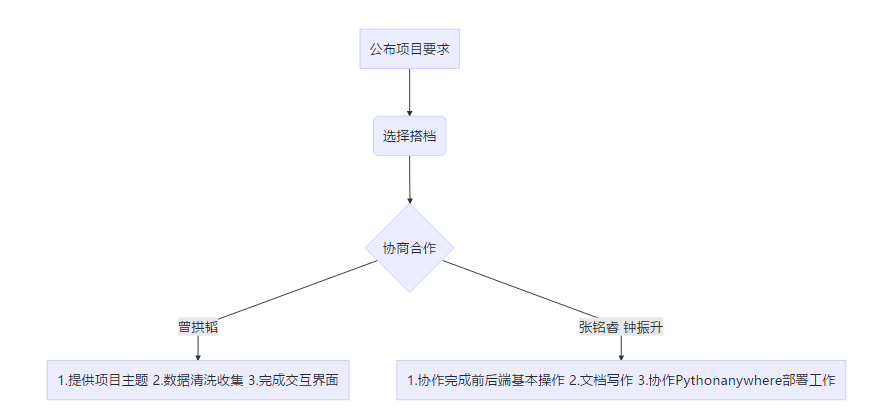 公布项目要求
选择搭档
协商合作
曾拱韬
张铭睿 钟振升
1.提供项目主题 2.数据清洗收集 3.完成交互界面
1.协作完成前后端基本操作 2.文档写作 3.协作Pythonanywhere部署工作